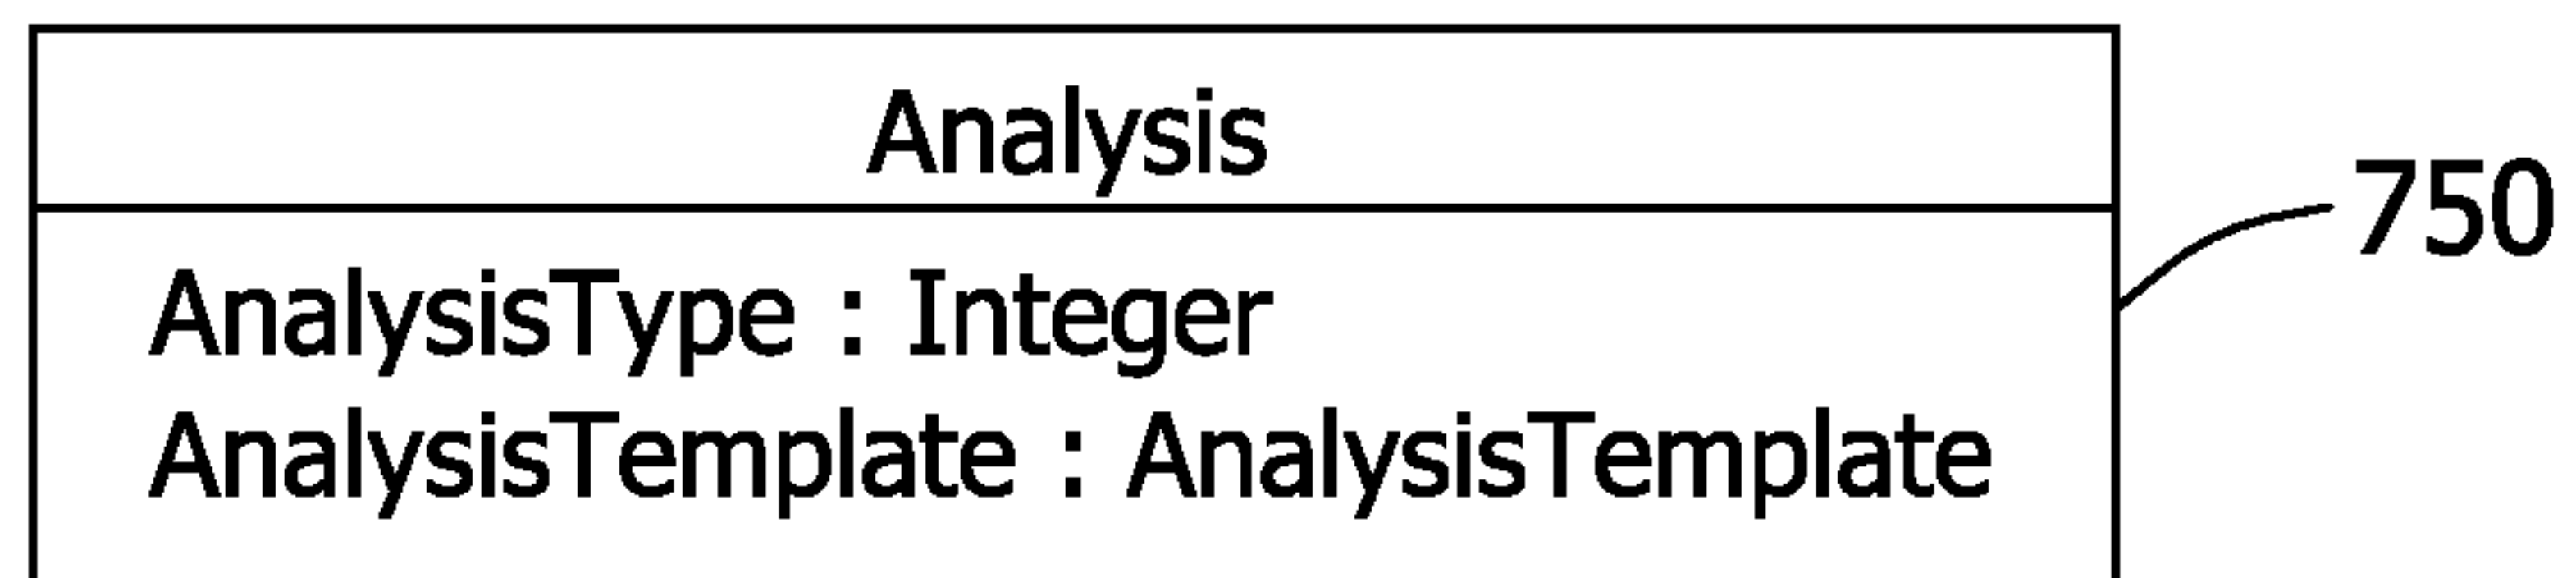 Analysis
750
AnalysisType : Integer
AnalysisTemplate : AnalysisTemplate